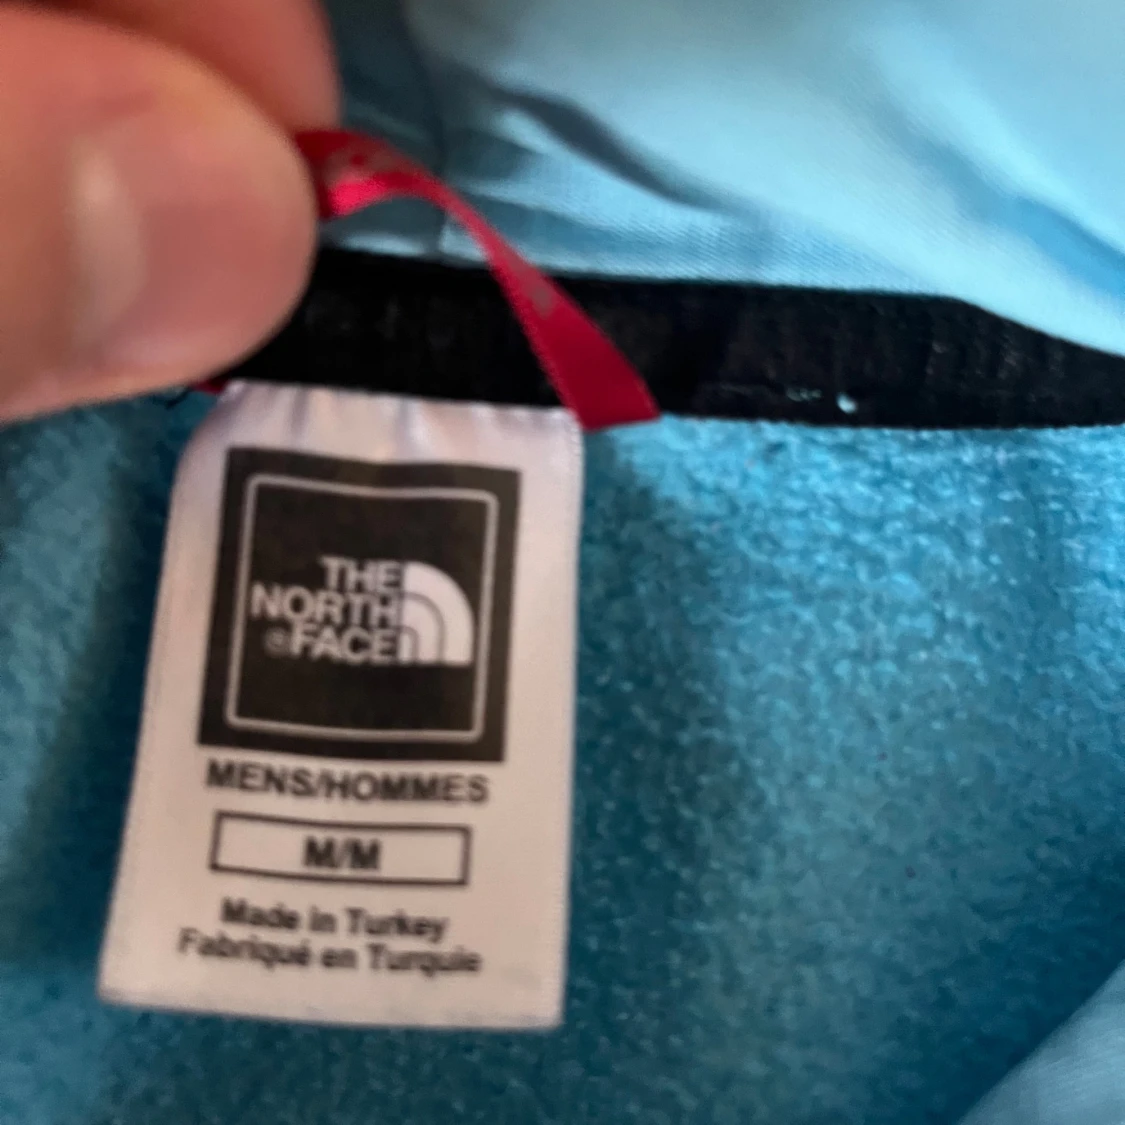 THE
NORTH
FACE
MENS/HOMMES
M/M
Made in Turkey
Fabriqué en Turquie